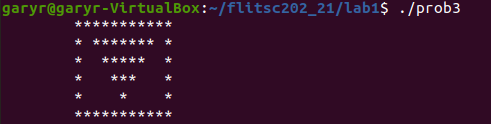 garyr@garyr-VirtualBox:~/flitsc202_21/lab1$ ./prob3
         ***********
         * ******* *
         *  *****  *
         *   ***   *
         *    *    *
         ***********